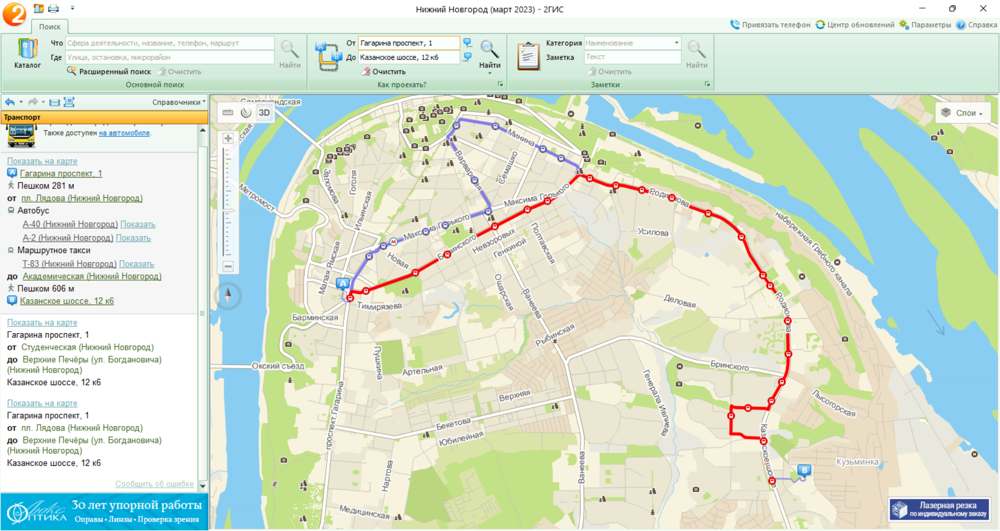 Нижний Новгород (март 2023) - 2ГИС
Поиск
Привязать телефон
Центр обновлений
Параметры
Справка
Каталог
Что
Сфера деятельности, название, телефон, маршрут
Где
Улица, остановка, микрорайон
Найти
Расширенный поиск
Очистить
Основной поиск
От
Гагарина проспект, 1
До
Казанское шоссе, 12 к6
Найти
Очистить
Как проехать?
Категория
Наименование
Заметка
Текст
Найти
Очистить
Заметки
Справочники
Транспорт
Также доступен на автомобиле.
Показать на карте
A Гагарина проспект, 1
Пешком 281 м
от пл. Лядова (Нижний Новгород)
Автобус
А-40 (Нижний Новгород) Показать
А-2 (Нижний Новгород) Показать
Маршрутное такси
Т-83 (Нижний Новгород) Показать
до Академическая (Нижний Новгород)
Пешком 606 м
B Казанское шоссе, 12 к6
Показать на карте
Гагарина проспект, 1
от Студенческая (Нижний Новгород)
до Верхние Печёры (ул. Богдановича)
(Нижний Новгород)
Казанское шоссе, 12 к6
Показать на карте
Гагарина проспект, 1
от пл. Лядова (Нижний Новгород)
до Верхние Печёры (ул. Богдановича)
(Нижний Новгород)
Казанское шоссе, 12 к6
Сообщить об ошибке
Люкс
Оптика
30 лет упорной работы
Оправы • Линзы • Проверка зрения
3D
Слои
Самаркандская
Минина
Варварская
Семашко
Заломова
Гоголя
Метромост
Ильинская
Максима Горького
Родионова
набережная Гребного канала
Максима Горького
Усилова
Полтавская
Невзоровых
Генкиной
Белинского
Новая
Малая Ямская
Ошарская
Ванеева
A
Тимирязева
Барминская
Деловая
Родионова
Рыбинская
Пушкина
Окский съезд
Артельная
Бринского
Генерала Ивлиева
Лысогорская
проспект Гагарина
Верхняя
Бекетова
Юбилейная
Казанское шоссе
Кузьминка
B
Нартова
Ванеева
Медицинская
Лазерная резка
по индивидуальному заказу